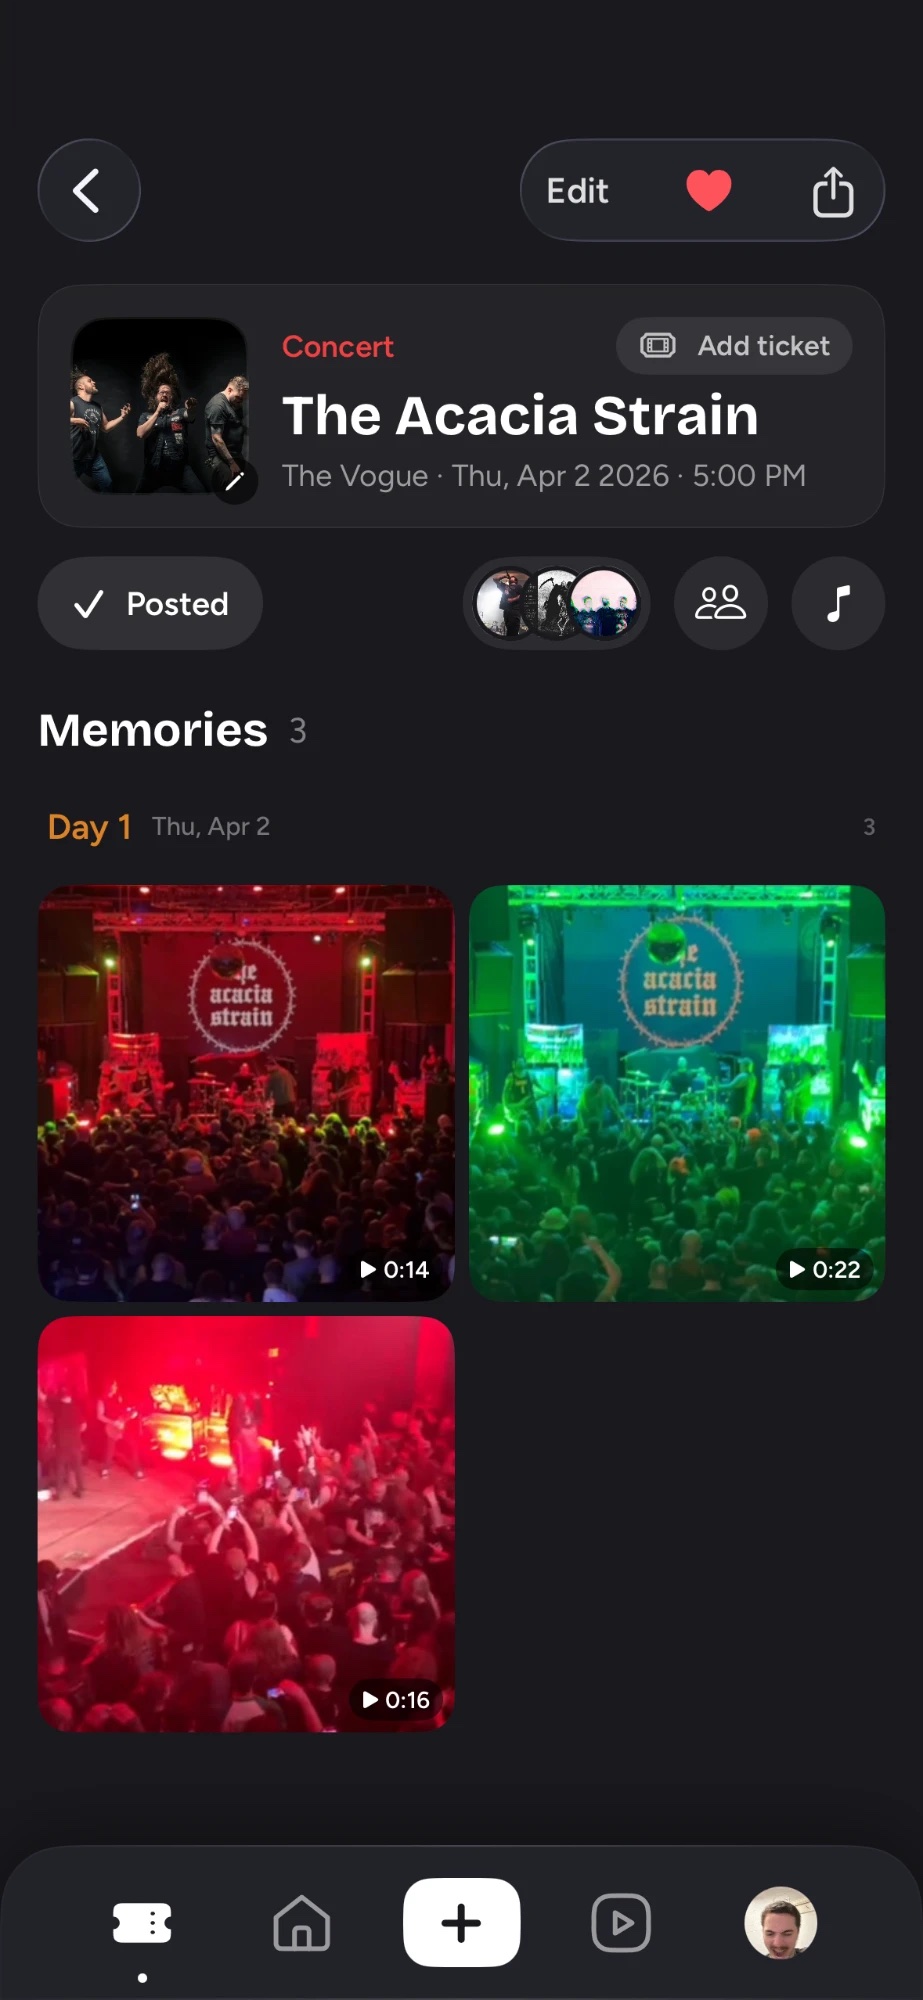 Edit
Concert
Add ticket
The Acacia Strain
The Vogue · Thu, Apr 2 2026 · 5:00 PM
Posted
Memories 3
Day 1 Thu, Apr 2
3
acacia
strain
0:14
acacia
strain
0:22
0:16